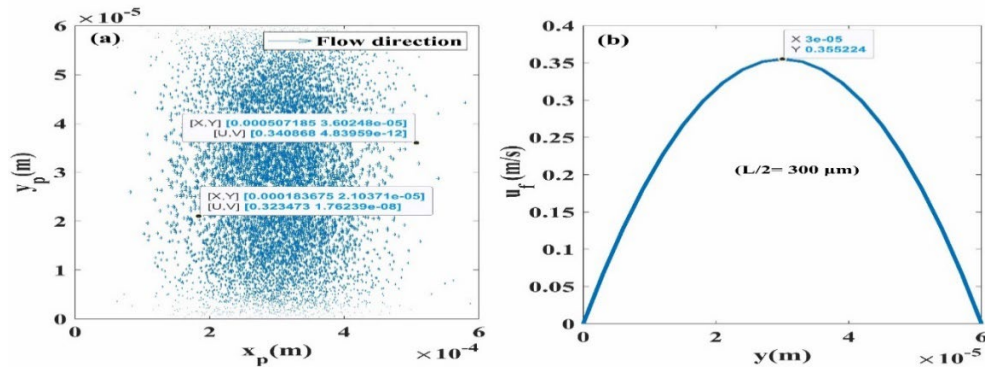 × 10⁻⁵
(a)
Flow direction
[X,Y] [0.000507185 3.60248e-05]
[U,V] [0.340868 4.83959e-12]
[X,Y] [0.000183675 2.10371e-05]
[U,V] [0.323473 1.76239e-08]
6
5
4
3
2
1
0
yₚ(m)
0
2
4
6
× 10⁻⁴
xₚ(m)
(b)
X 3e-05
Y 0.355224
(L/2= 300 µm)
0.4
0.35
0.3
0.25
0.2
0.15
0.1
0.05
0
u_f(m/s)
0
2
4
6
× 10⁻⁵
y(m)